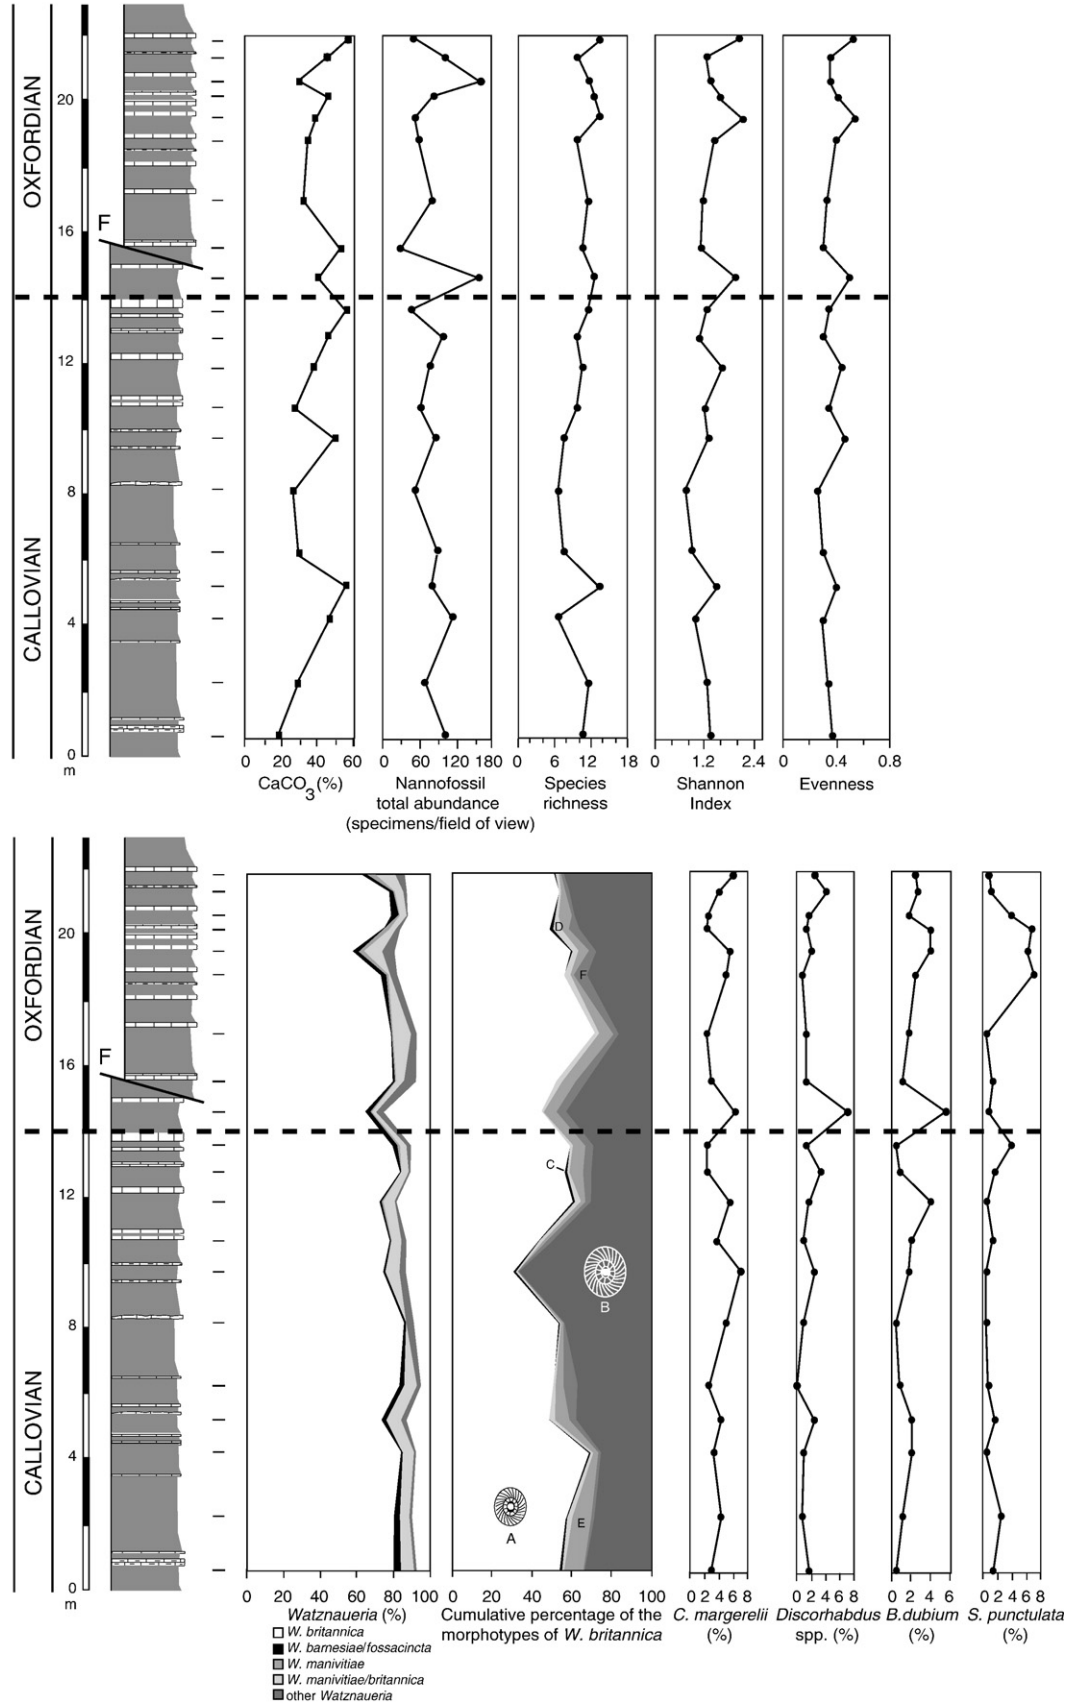 OXFORDIAN
CALLOVIAN
F
20
16
12
8
4
0
m
0 20 40 60
CaCO3(%)
0 60 120 180
Nannofossil
total abundance
(specimens/field of view)
0 6 12 18
Species
richness
0 1.2 2.4
Shannon
Index
0 0.4 0.8
Evenness
OXFORDIAN
CALLOVIAN
F
20
16
12
8
4
0
m
D
F
C
B
A
E
0 20 40 60 80 100
Watznaueria (%)
W. britannica
W. barnesiae/fossacincta
W. manivitiae
W. manivitiae/britannica
other Watznaueria
0 20 40 60 80 100
Cumulative percentage of the
morphotypes of W. britannica
0 2 4 6 8
C. margerelii
(%)
0 2 4 6 8
Discorhabdus
spp. (%)
0 2 4 6
B.dubium
(%)
0 2 4 6 8
S. punctulata
(%)